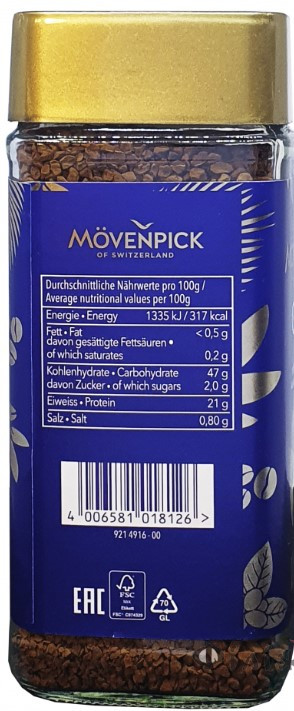 MÖVENPICK
OF SWITZERLAND
Durchschnittliche Nährwerte pro 100g /
Average nutritional values per 100g
Energie • Energy 1335 kJ / 317 kcal
Fett • Fat < 0,5 g
davon gesättigte Fettsäuren •
of which saturates 0,2 g
Kohlenhydrate • Carbohydrate 47 g
davon Zucker • of which sugars 2,0 g
Eiweiss • Protein 21 g
Salz • Salt 0,80 g
4 006581 018126 >
921 4916-00
EAC
FSC
70
GL